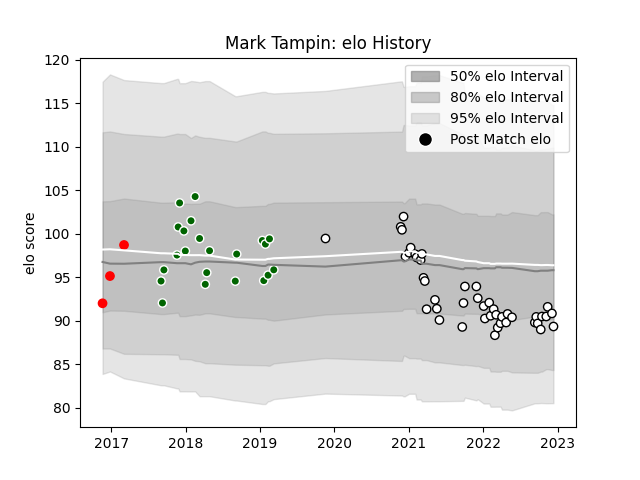 Mark Tampin: elo History
120
115
110
105
100
95
90
85
80
elo score
50% elo Interval
80% elo Interval
95% elo Interval
Post Match elo
2017
2018
2019
2020
2021
2022
2023